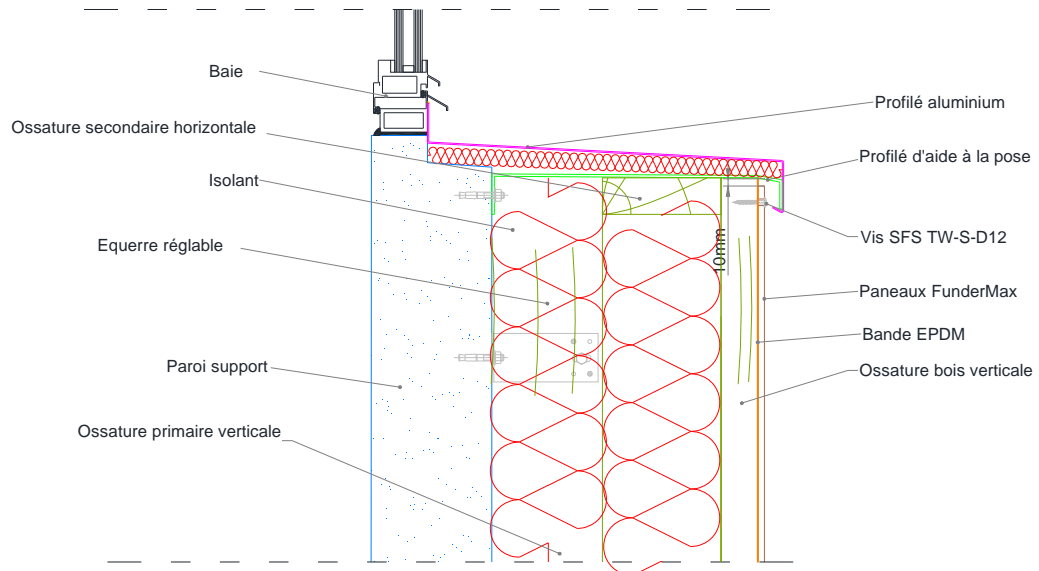 Baie
Ossature secondaire horizontale
Isolant
Equerre réglable
Paroi support
Ossature primaire verticale
Profilé aluminium
Profilé d'aide à la pose
Vis SFS TW-S-D12
10mm
Paneaux FunderMax
Bande EPDM
Ossature bois verticale